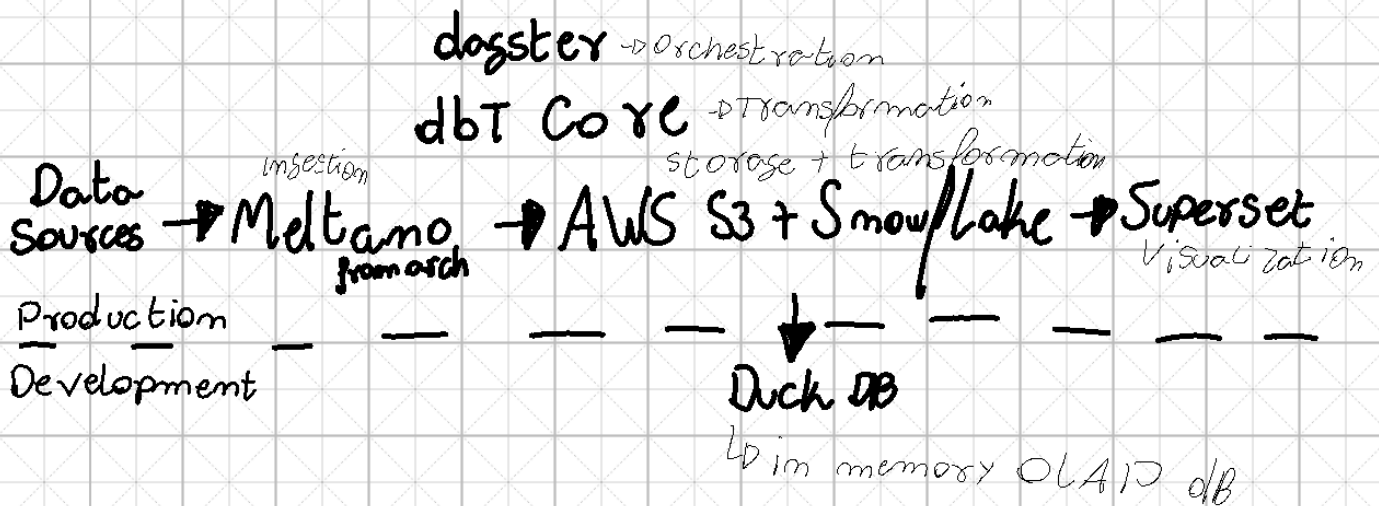 dagster → Orchestration
dbT Core → Transformation
ingestion
storage + transformation
Data Sources → Meltano → AWS S3 + Snowflake → Superset
from arch
Visualization
Production
Development
Duck DB
↳ in memory OLAP dB